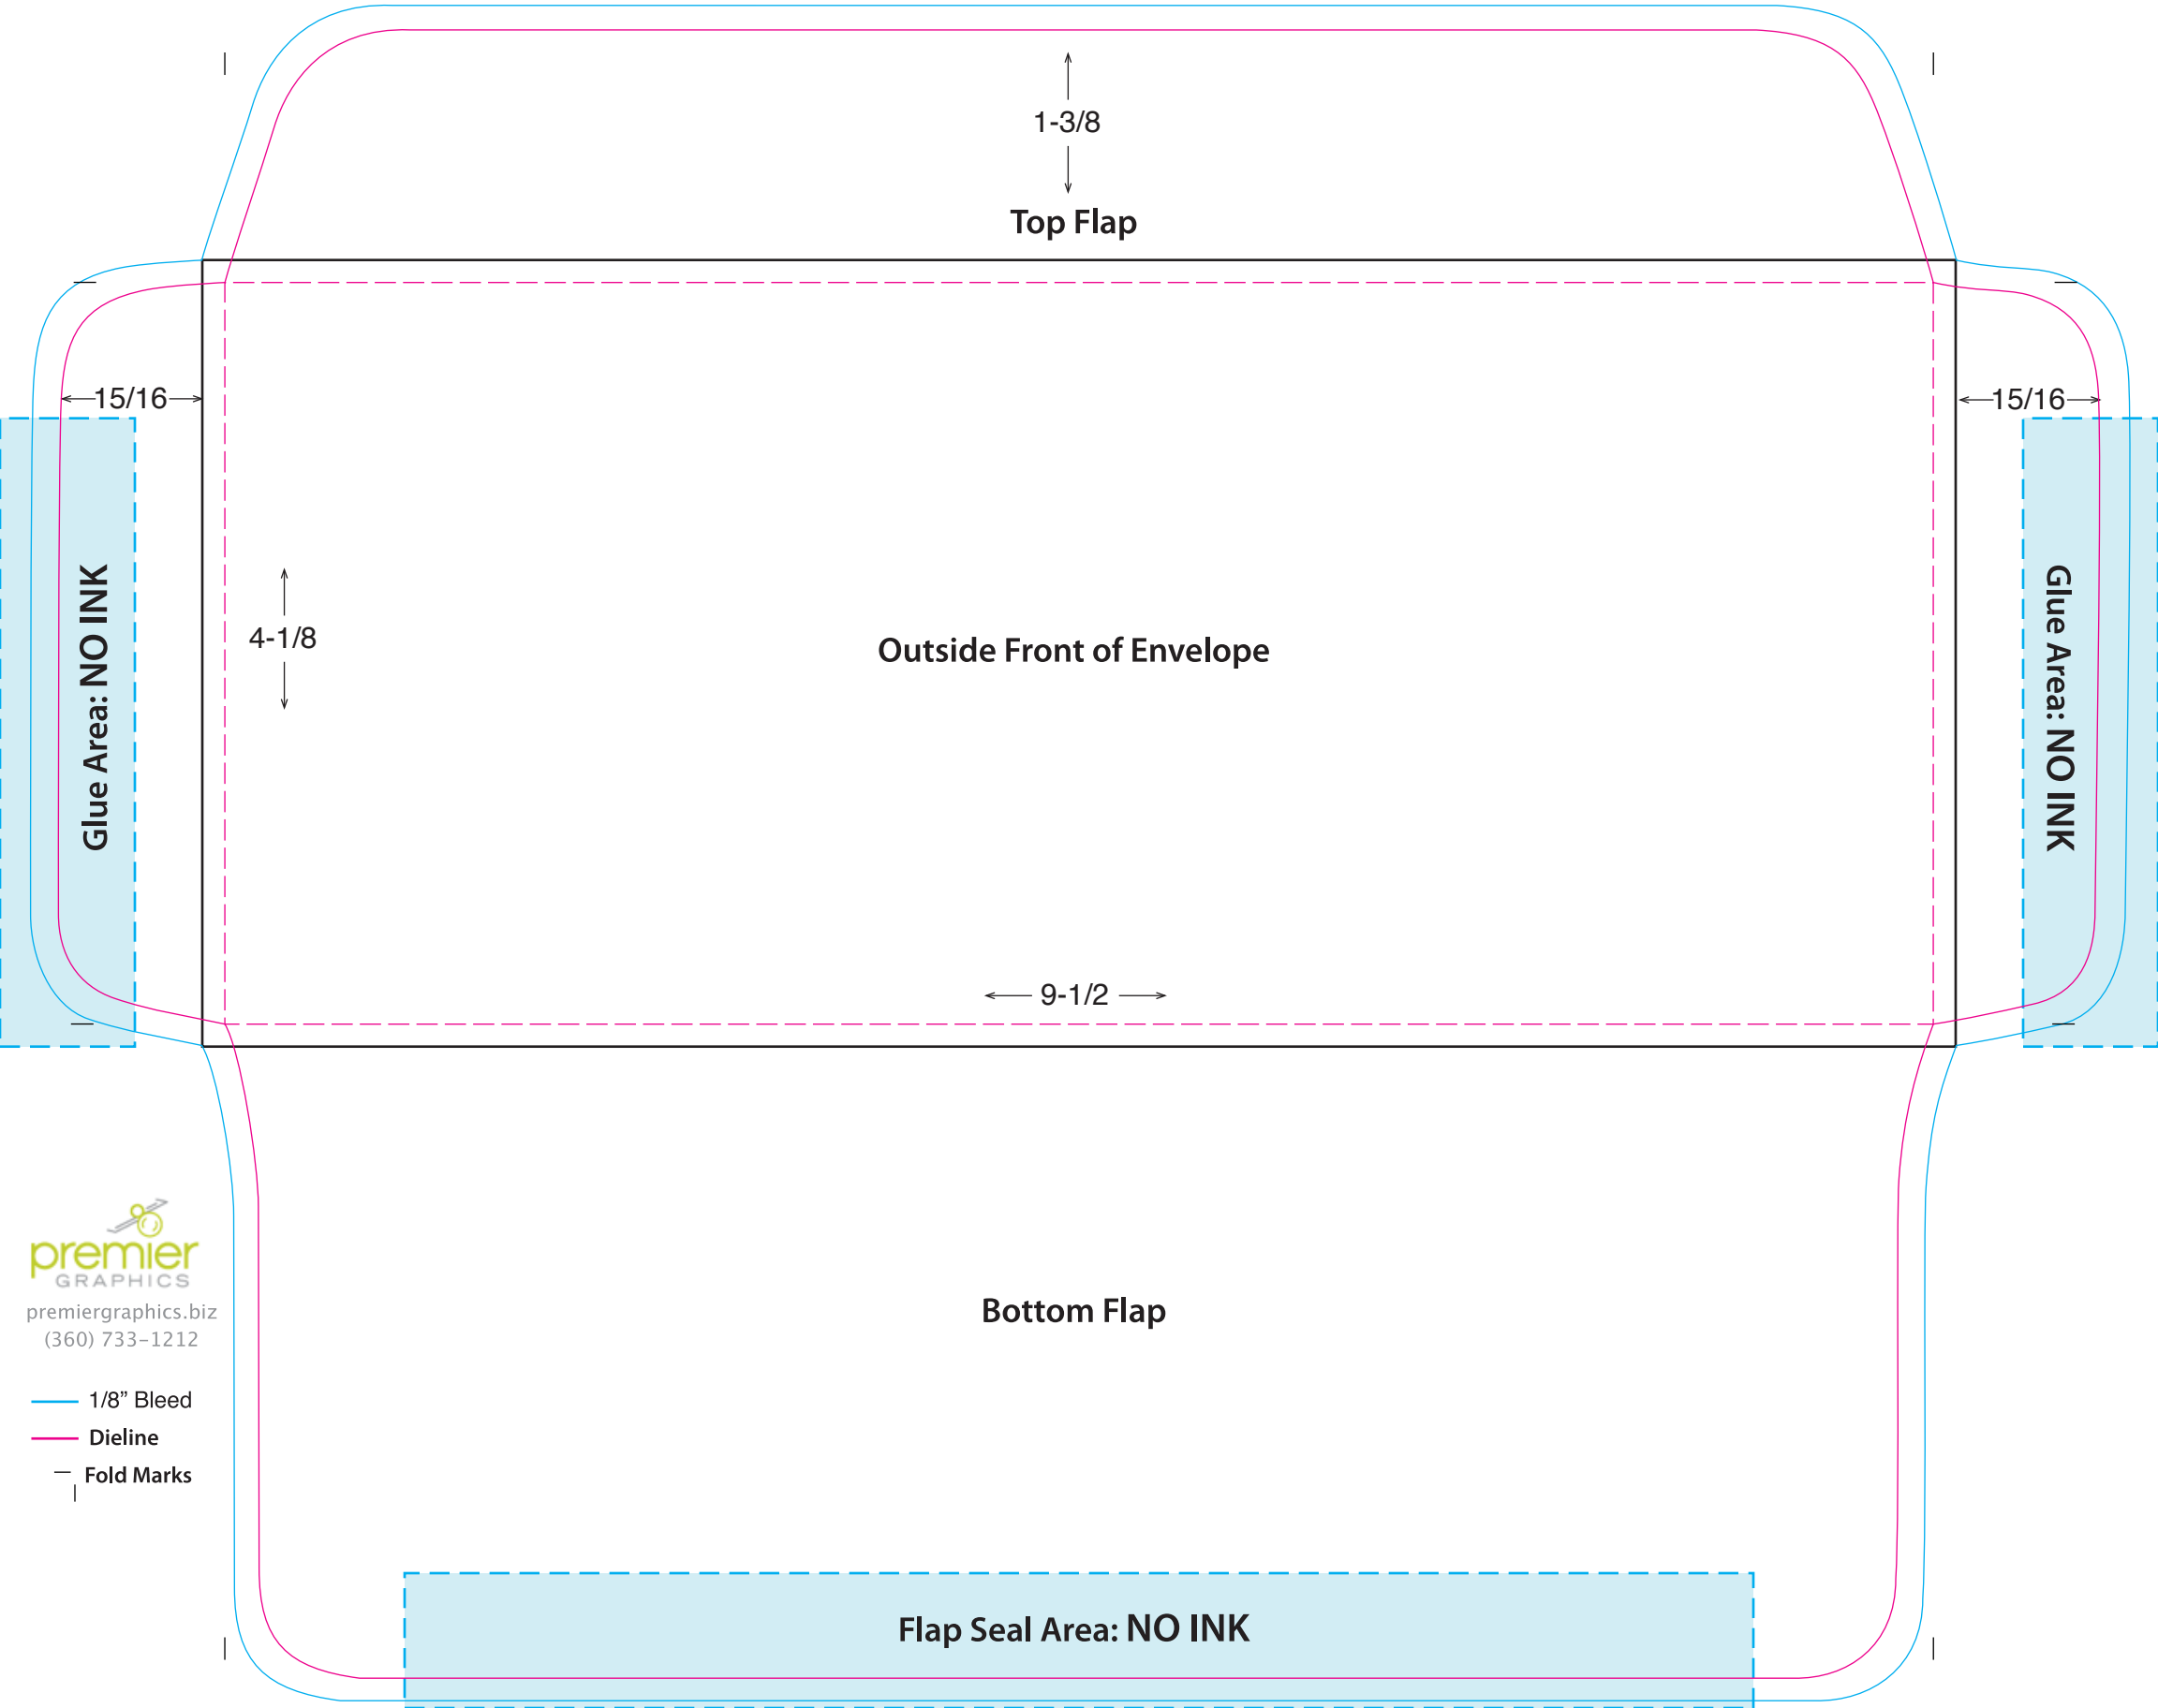 1-3/8
Top Flap
15/16
15/16
Glue Area: NO INK
4-1/8
Outside Front of Envelope
Glue Area: NO INK
9-1/2
premier
GRAPHICS
premiergraphics.biz
(360) 733-1212
Bottom Flap
1/8” Bleed
Dieline
Fold Marks
Flap Seal Area: NO INK